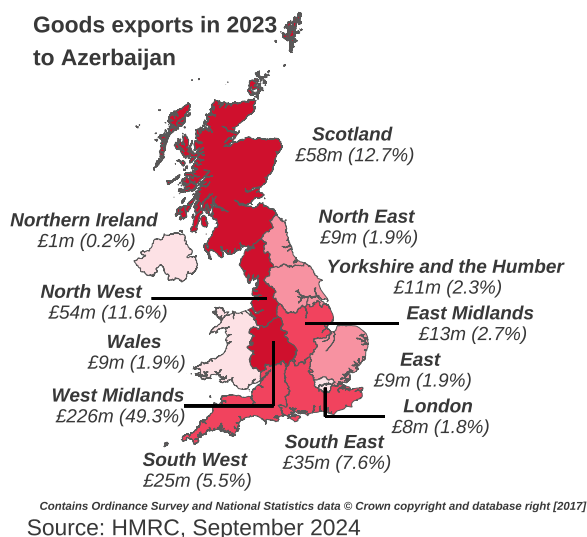 Goods exports in 2023
to Azerbaijan
Scotland
£58m (12.7%)
Northern Ireland
£1m (0.2%)
North East
£9m (1.9%)
Yorkshire and the Humber
£11m (2.3%)
North West
£54m (11.6%)
East Midlands
£13m (2.7%)
Wales
£9m (1.9%)
East
£9m (1.9%)
West Midlands
£226m (49.3%)
London
£8m (1.8%)
South East
£35m (7.6%)
South West
£25m (5.5%)
Contains Ordinance Survey and National Statistics data © Crown copyright and database right [2017]
Source: HMRC, September 2024